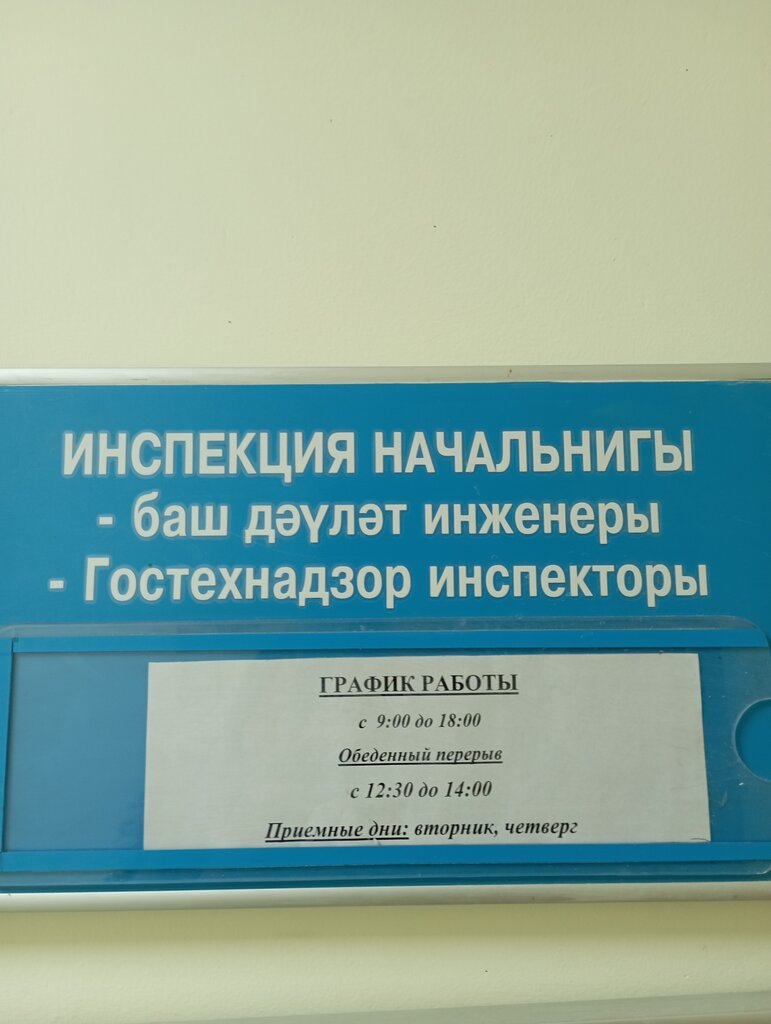 ИНСПЕКЦИЯ НАЧАЛЬНИГЫ
- баш дәүләт инженеры
- Гостехнадзор инспекторы
ГРАФИК РАБОТЫ
с 9:00 до 18:00
Обеденный перерыв
с 12:30 до 14:00
Приемные дни: вторник, четверг